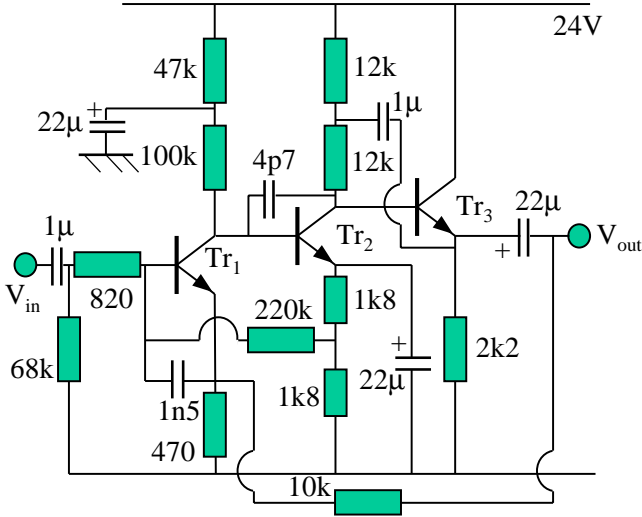 24V
47k
12k
1μ
22μ
+
100k
4p7
12k
22μ
1μ
Tr1
Tr2
Tr3
+
Vout
Vin
820
220k
1k8
+
2k2
68k
22μ
1n5
1k8
470
10k